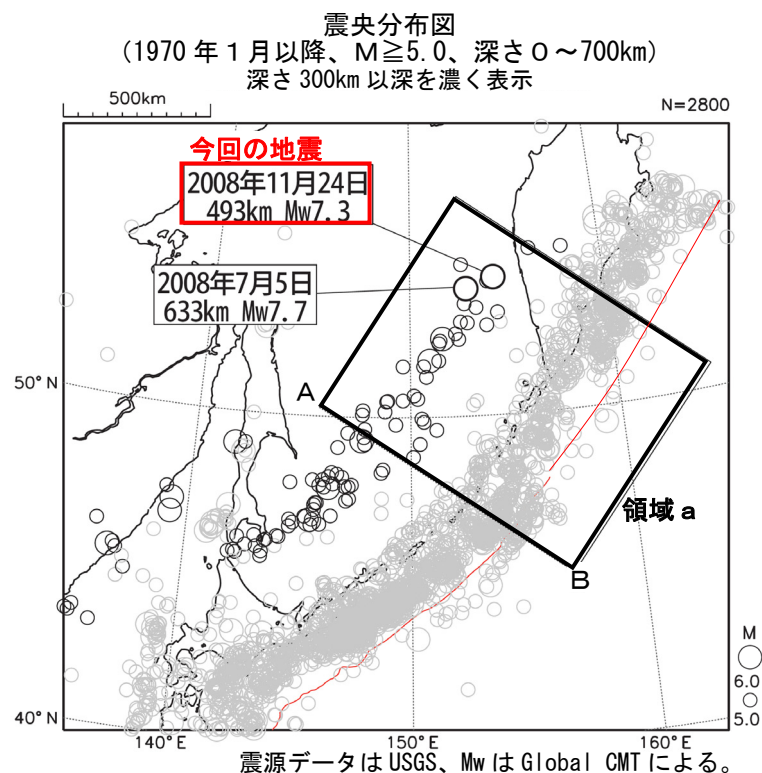 震央分布図
（1970年1月以降、M≧5.0、深さ0～700km）
深さ300km以深を濃く表示
500km
N=2800
今回の地震
2008年11月24日
493km Mw7.3
2008年7月5日
633km Mw7.7
50°N
A
領域a
B
M
6.0
5.0
40°N
140°E
150°E
160°E
震源データはUSGS、MwはGlobal CMTによる。